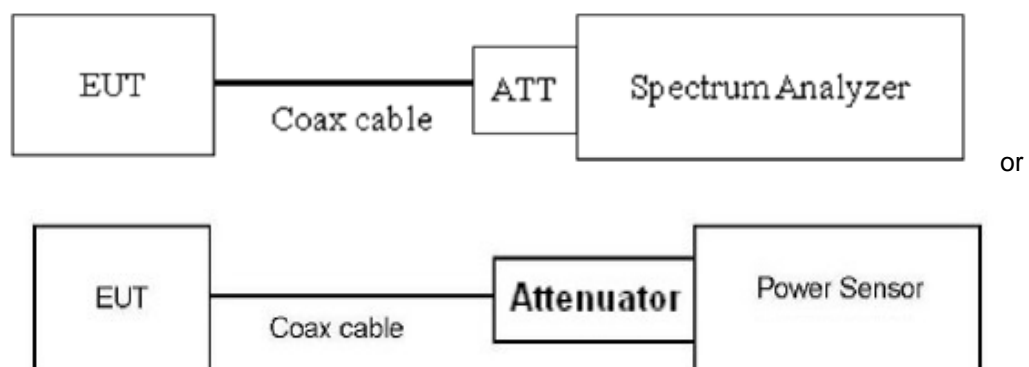 EUT
Coax cable
ATT
Spectrum Analyzer
or
EUT
Coax cable
Attenuator
Power Sensor